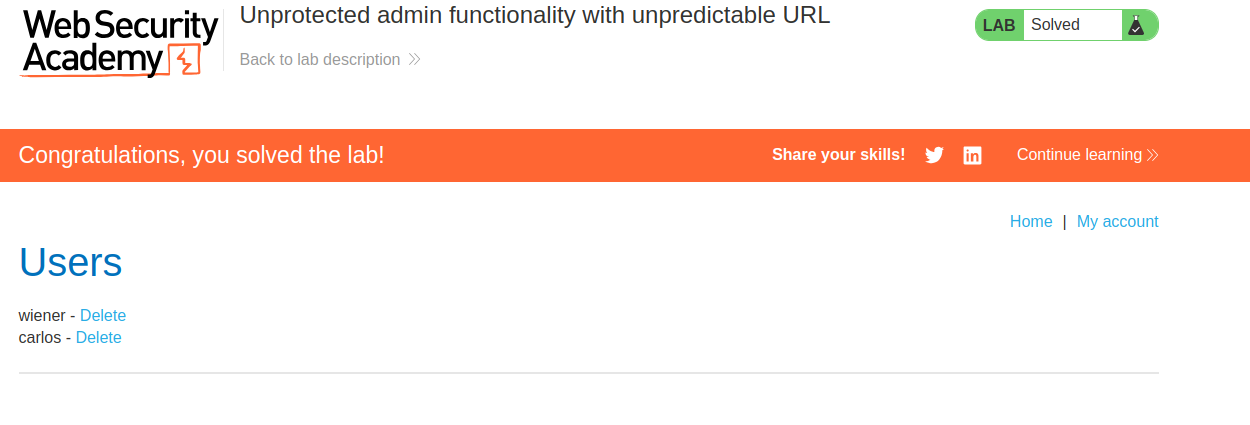 Web Security
Academy
Unprotected admin functionality with unpredictable URL
Back to lab description
LAB Solved
Congratulations, you solved the lab!
Share your skills!
Continue learning
Home | My account
Users
wiener - Delete
carlos - Delete